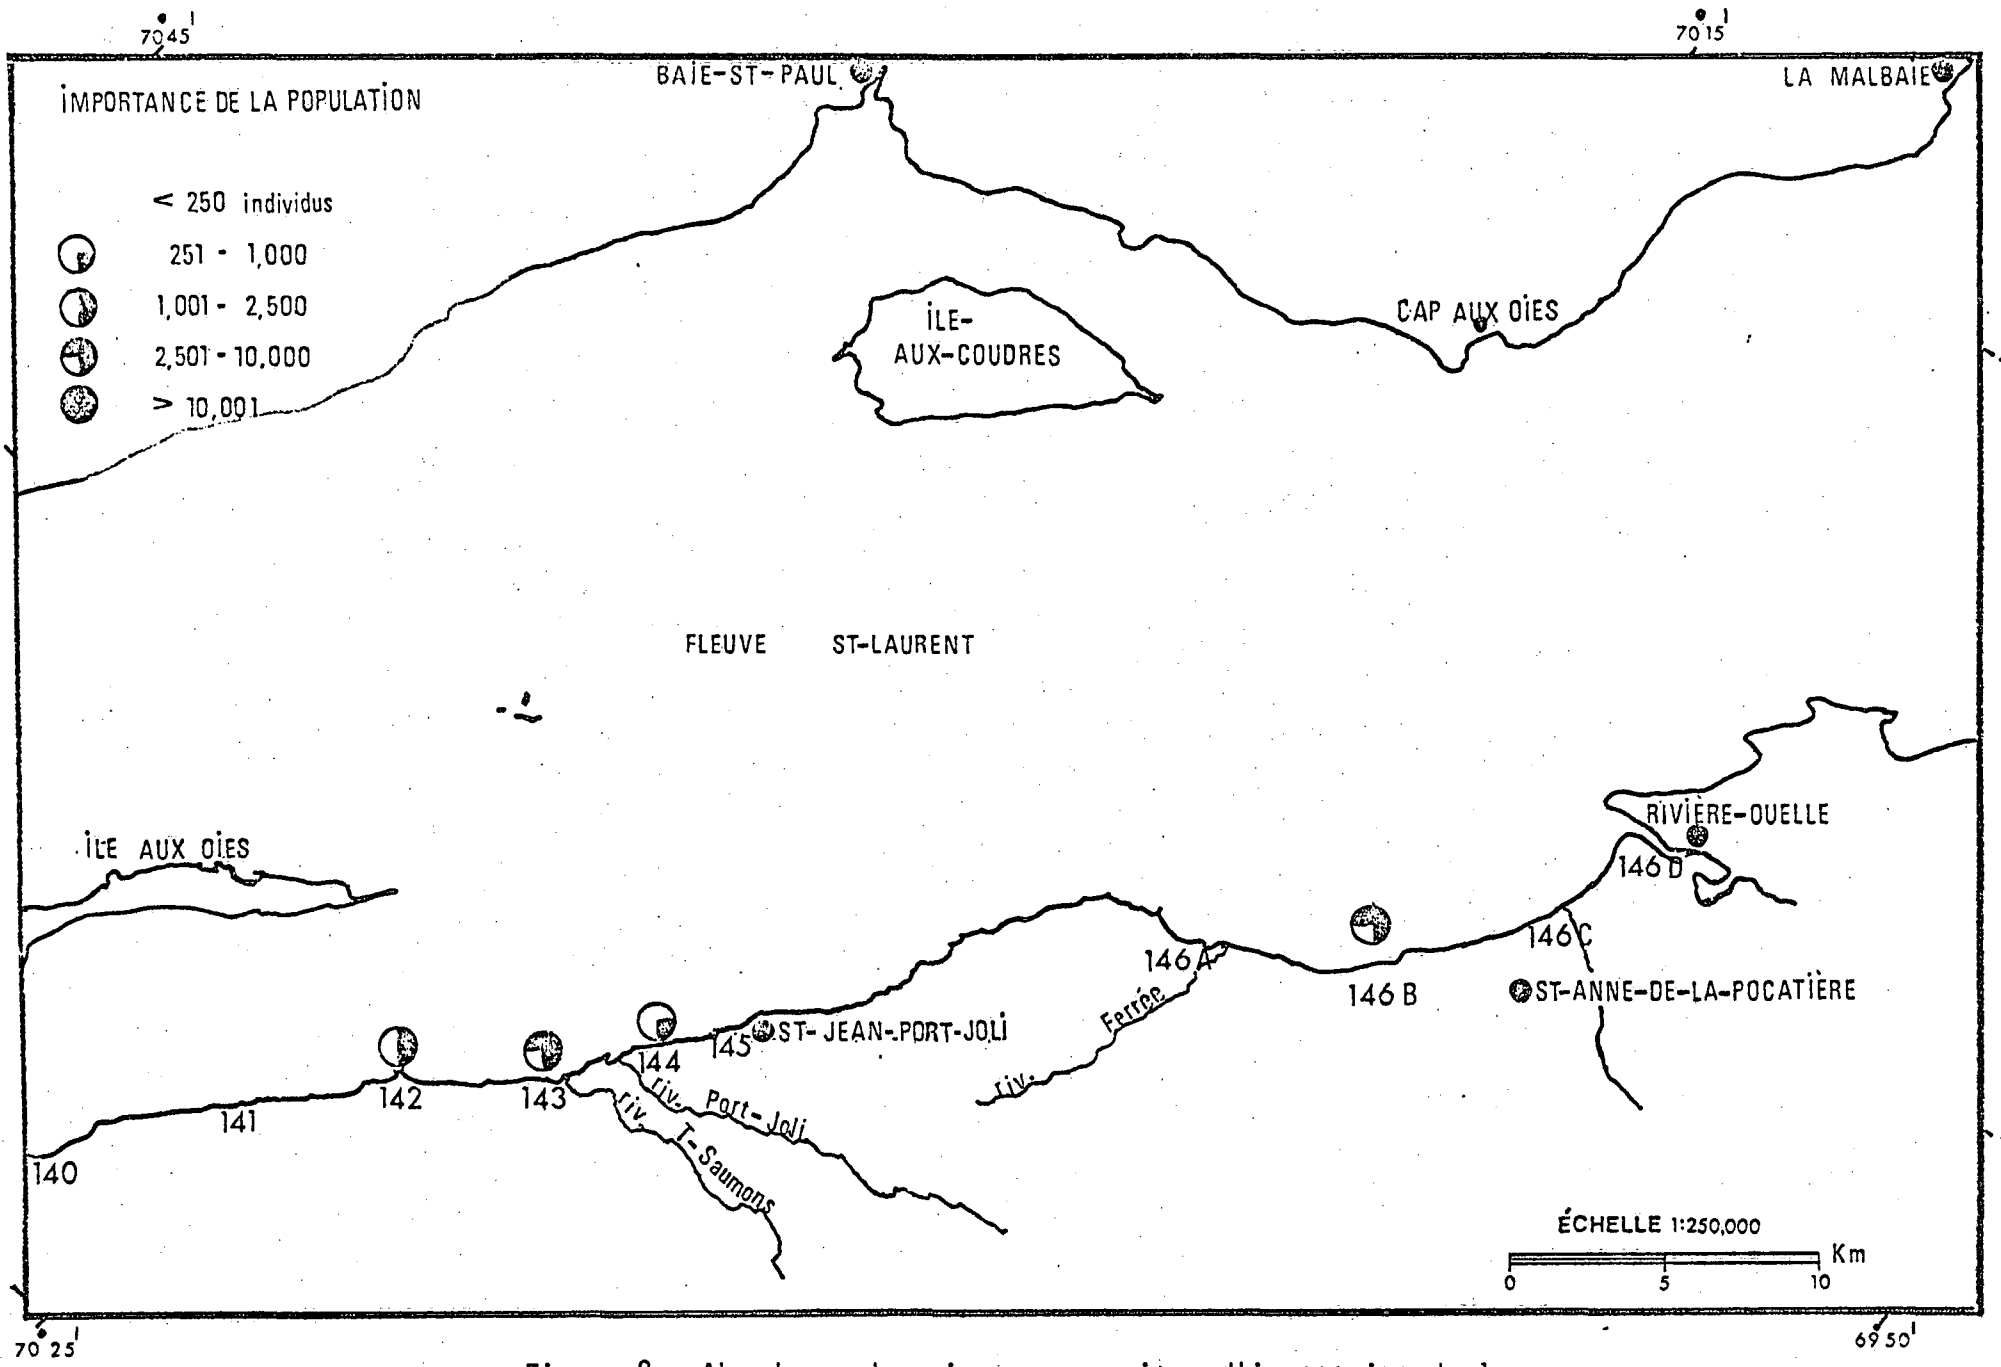 70°45'
70°15'
BAIE-ST-PAUL
LA MALBAIE
IMPORTANCE DE LA POPULATION
< 250 individus
251 - 1,000
1,001 - 2,500
2,501 - 10,000
> 10,001
CAP AUX OIES
ÎLE-
AUX-COUDRES
FLEUVE ST-LAURENT
RIVIÈRE-OUELLE
ÎLE AUX OIES
146 D
146 C
146 A
146 B
ST-ANNE-DE-LA-POCATIÈRE
riv. Ferrée
ST-JEAN-PORT-JOLI
145
144
143
142
141
140
riv. Port-Joli
riv. T-Saumons
ÉCHELLE 1:250,000
Km
0 5 10
70°25'
69°50'